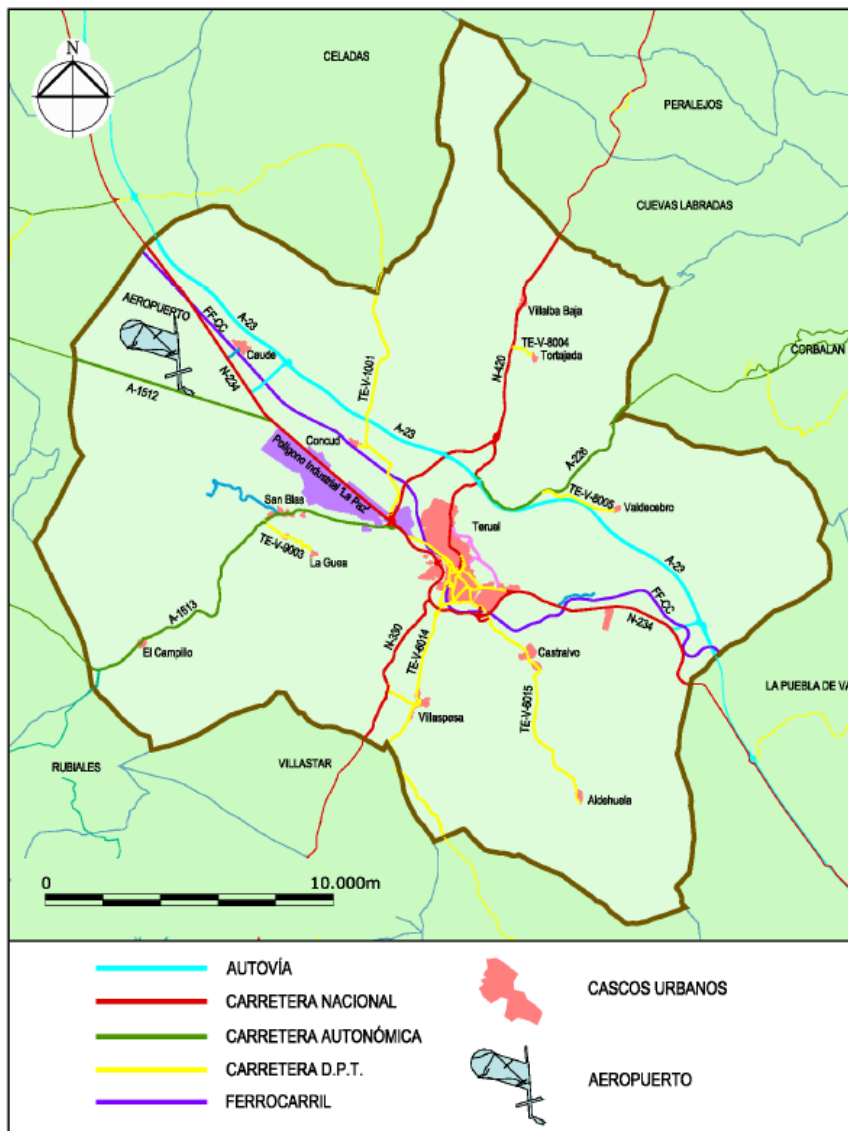 N
CELADAS
PERALEJOS
CUEVAS LABRADAS
AEROPUERTO
FF-CC
A-23
Villalba Baja
Caude
TE-V-8004
Tortajada
CORBALAN
N-234
TE-V-1001
N-420
A-1512
A-23
Concud
A-226
Polígono Industrial 'La Paz'
San Blas
Teruel
TE-V-8005
Valdecebro
TE-V-9003
La Guea
A-23
FF-CC
A-1513
N-234
N-330
TE-V-6014
El Campillo
Castralvo
TE-V-6015
LA PUEBLA DE VA
Villaspesa
RUBIALES
VILLASTAR
Aldehuela
0 10.000m
AUTOVÍA
CARRETERA NACIONAL
CASCOS URBANOS
CARRETERA AUTONÓMICA
CARRETERA D.P.T.
AEROPUERTO
FERROCARRIL